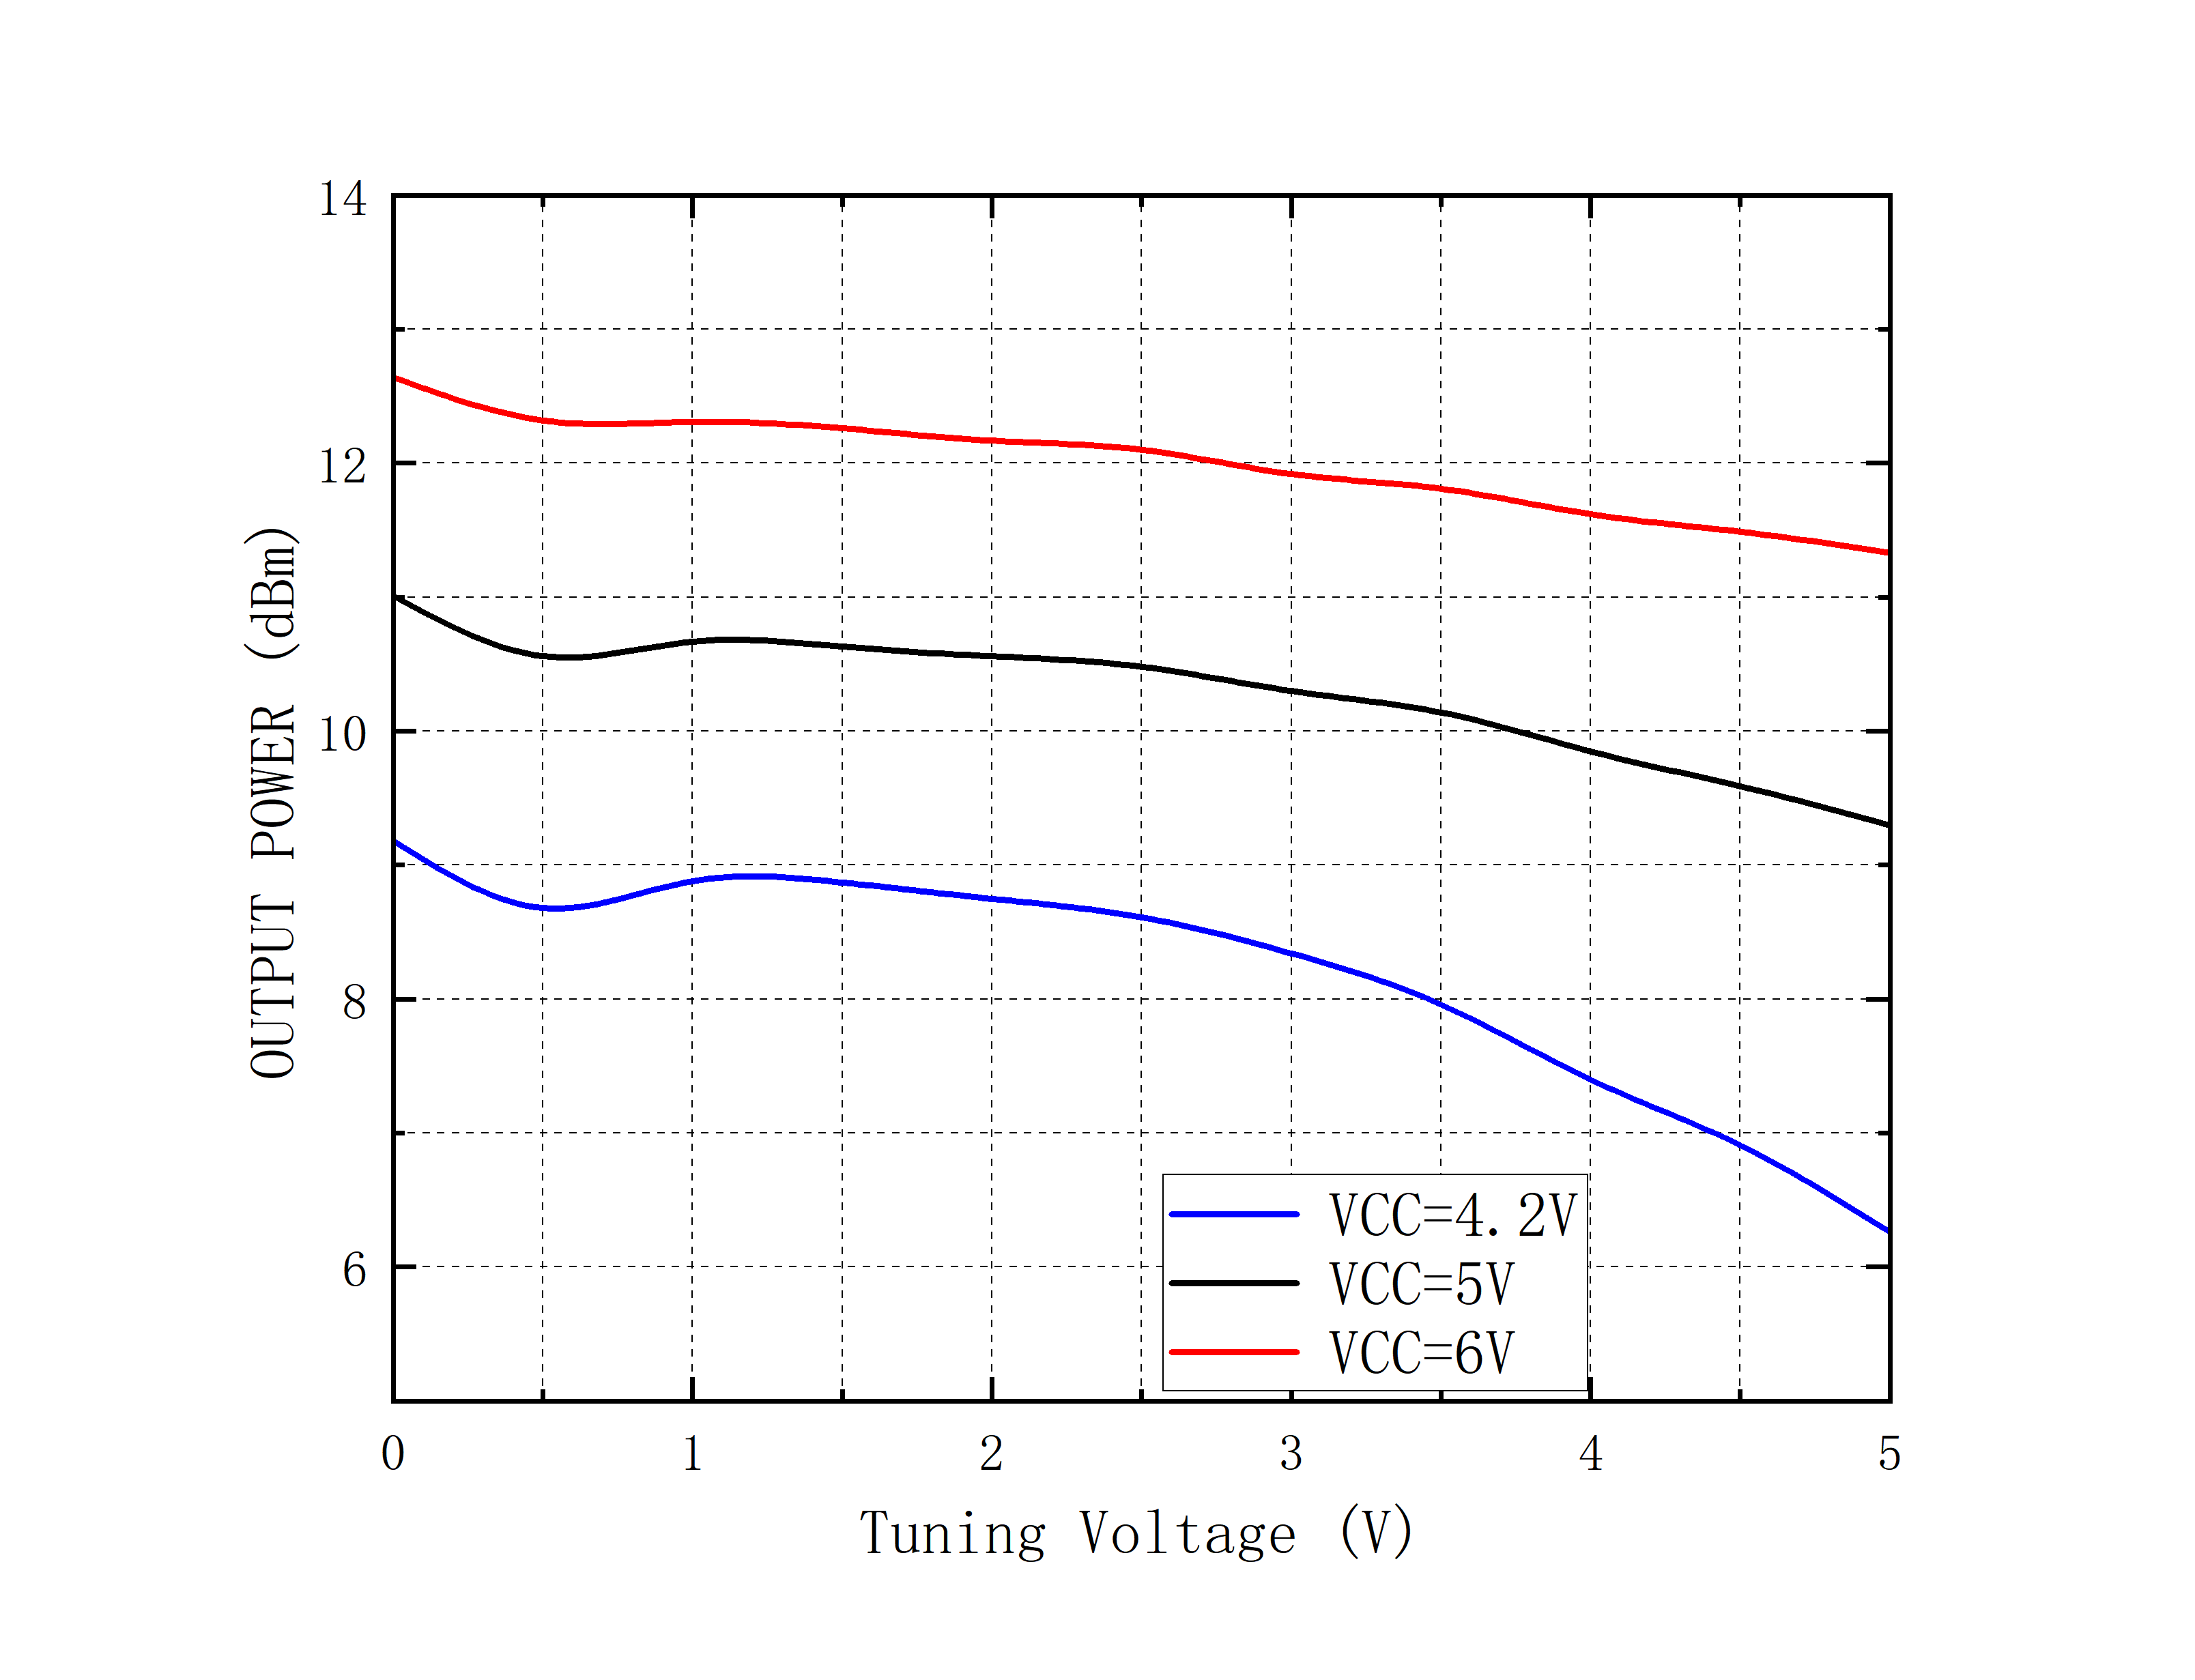 14
12
10
8
6
OUTPUT POWER (dBm)
VCC=4.2V
VCC=5V
VCC=6V
0 1 2 3 4 5
Tuning Voltage (V)